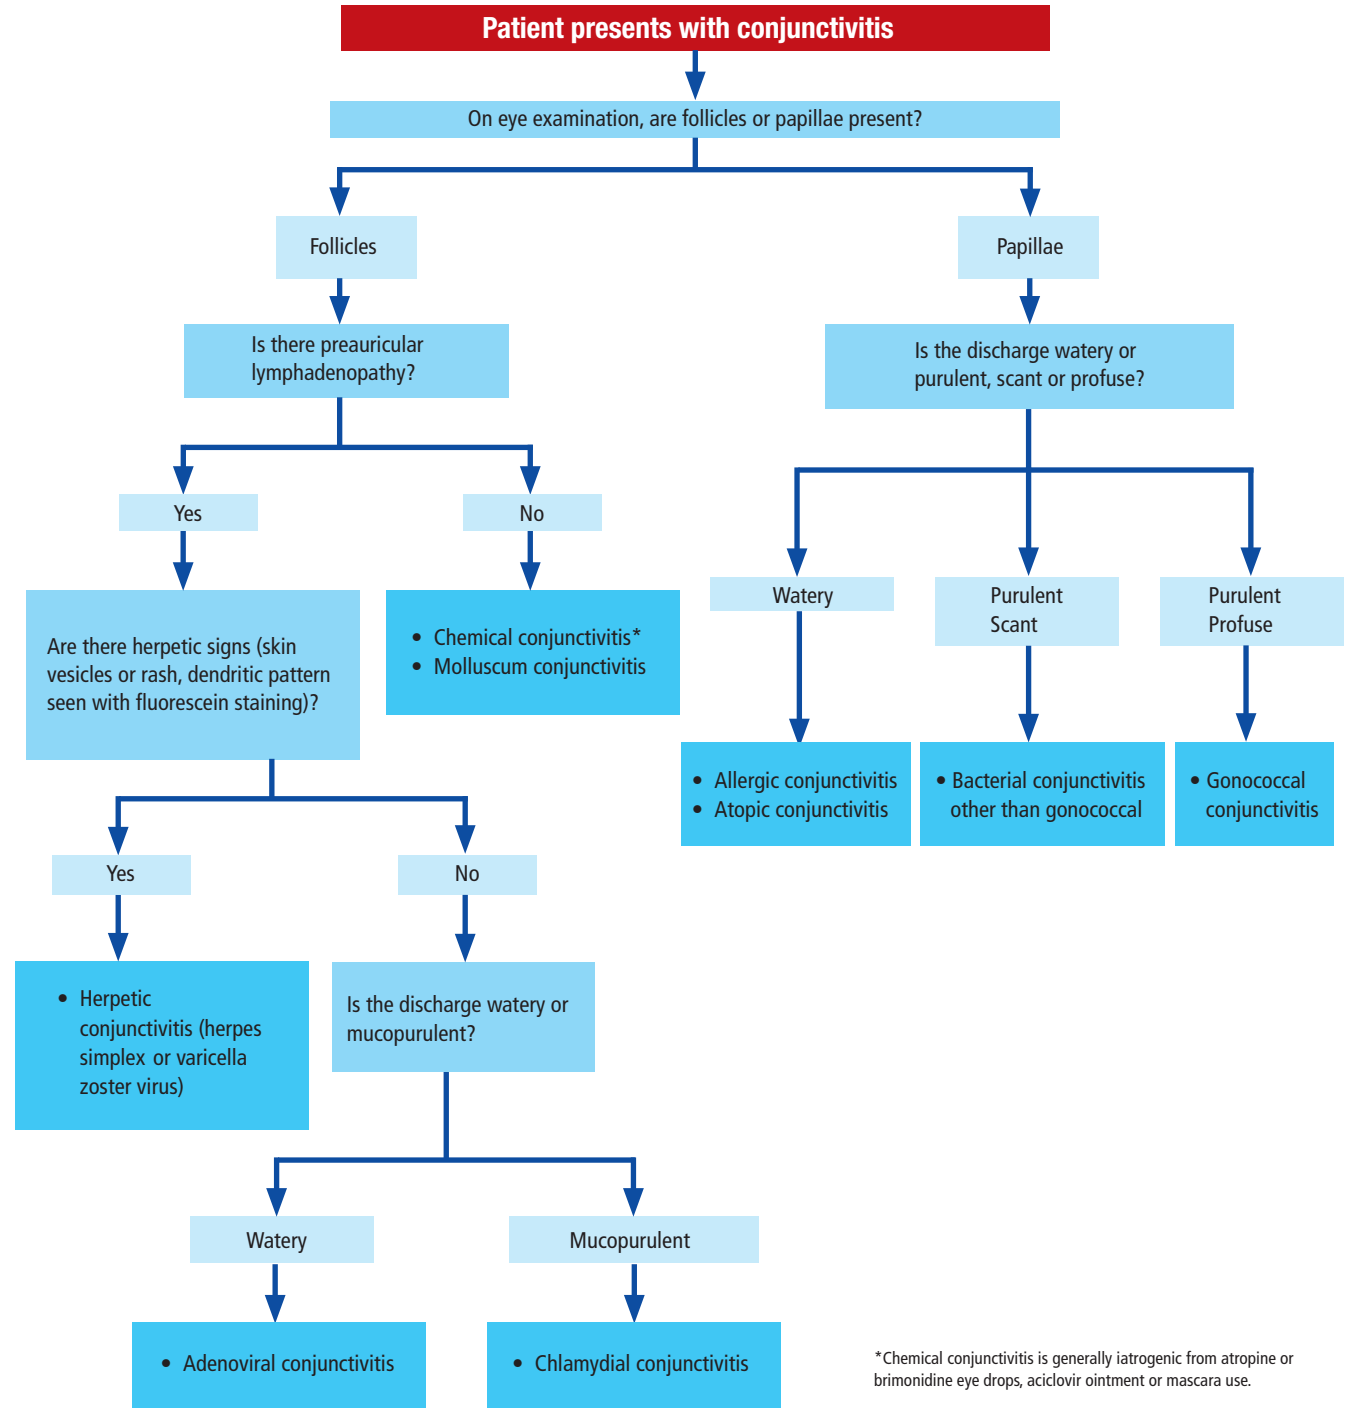 Patient presents with conjunctivitis
On eye examination, are follicles or papillae present?
Follicles
Papillae
Is there preauricular
lymphadenopathy?
Is the discharge watery or
purulent, scant or profuse?
Yes
No
Watery
Purulent
Scant
Purulent
Profuse
Are there herpetic signs (skin
vesicles or rash, dendritic pattern
seen with fluorescein staining)?
• Chemical conjunctivitis*
• Molluscum conjunctivitis
• Allergic conjunctivitis
• Atopic conjunctivitis
• Bacterial conjunctivitis
other than gonococcal
• Gonococcal
conjunctivitis
Yes
No
• Herpetic
conjunctivitis (herpes
simplex or varicella
zoster virus)
Is the discharge watery or
mucopurulent?
Watery
Mucopurulent
• Adenoviral conjunctivitis
• Chlamydial conjunctivitis
*Chemical conjunctivitis is generally iatrogenic from atropine or
brimonidine eye drops, aciclovir ointment or mascara use.